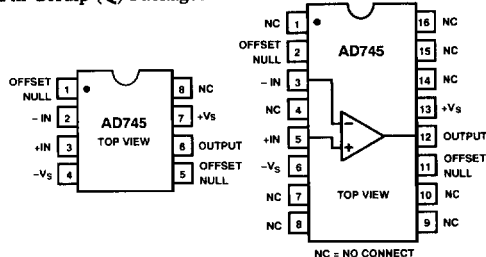 (Q) Package
OFFSET NULL 1
- IN 2
+IN 3
-VS 4
AD745
TOP VIEW
8 NC
7 +VS
6 OUTPUT
5 OFFSET NULL
NC 1
OFFSET NULL 2
- IN 3
NC 4
+IN 5
-VS 6
NC 7
NC 8
AD745
-
+
TOP VIEW
16 NC
15 NC
14 NC
13 +VS
12 OUTPUT
11 OFFSET NULL
10 NC
9 NC
NC = NO CONNECT